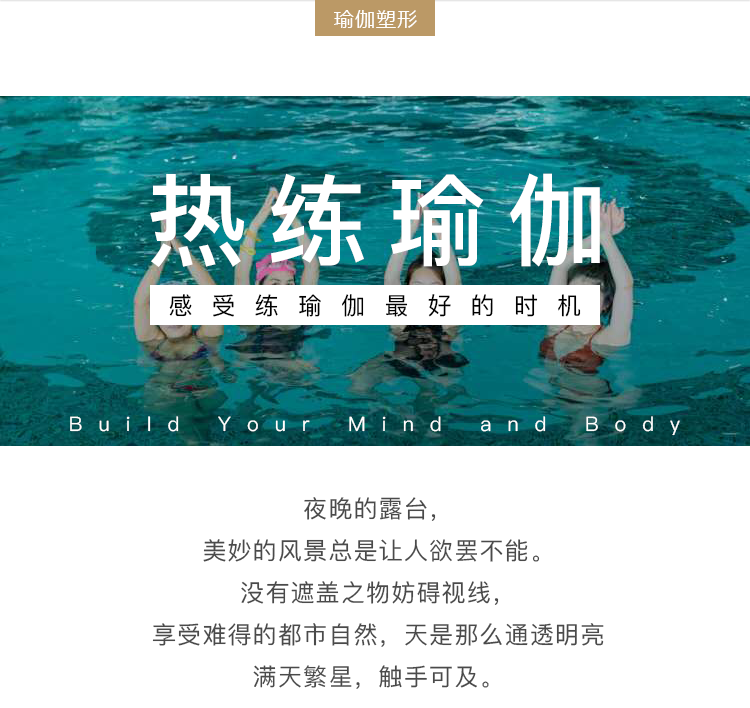 瑜伽塑形
热练瑜伽
感受练瑜伽最好的时机
Build Your Mind and Body
夜晚的露台，
美妙的风景总是让人欲罢不能。
没有遮盖之物妨碍视线，
享受难得的都市自然，天是那么通透明亮
满天繁星，触手可及。